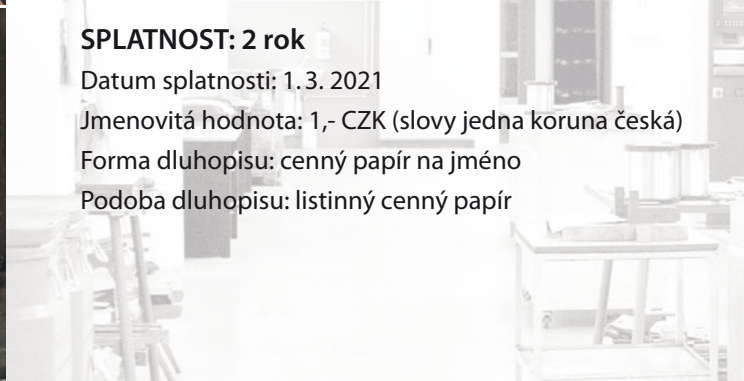 SPLATNOST: 2 rok
Datum splatnosti: 1. 3. 2021
Jmenovitá hodnota: 1,- CZK (slovy jedna koruna česká)
Forma dluhopisu: cenný papír na jméno
Podoba dluhopisu: listinný cenný papír